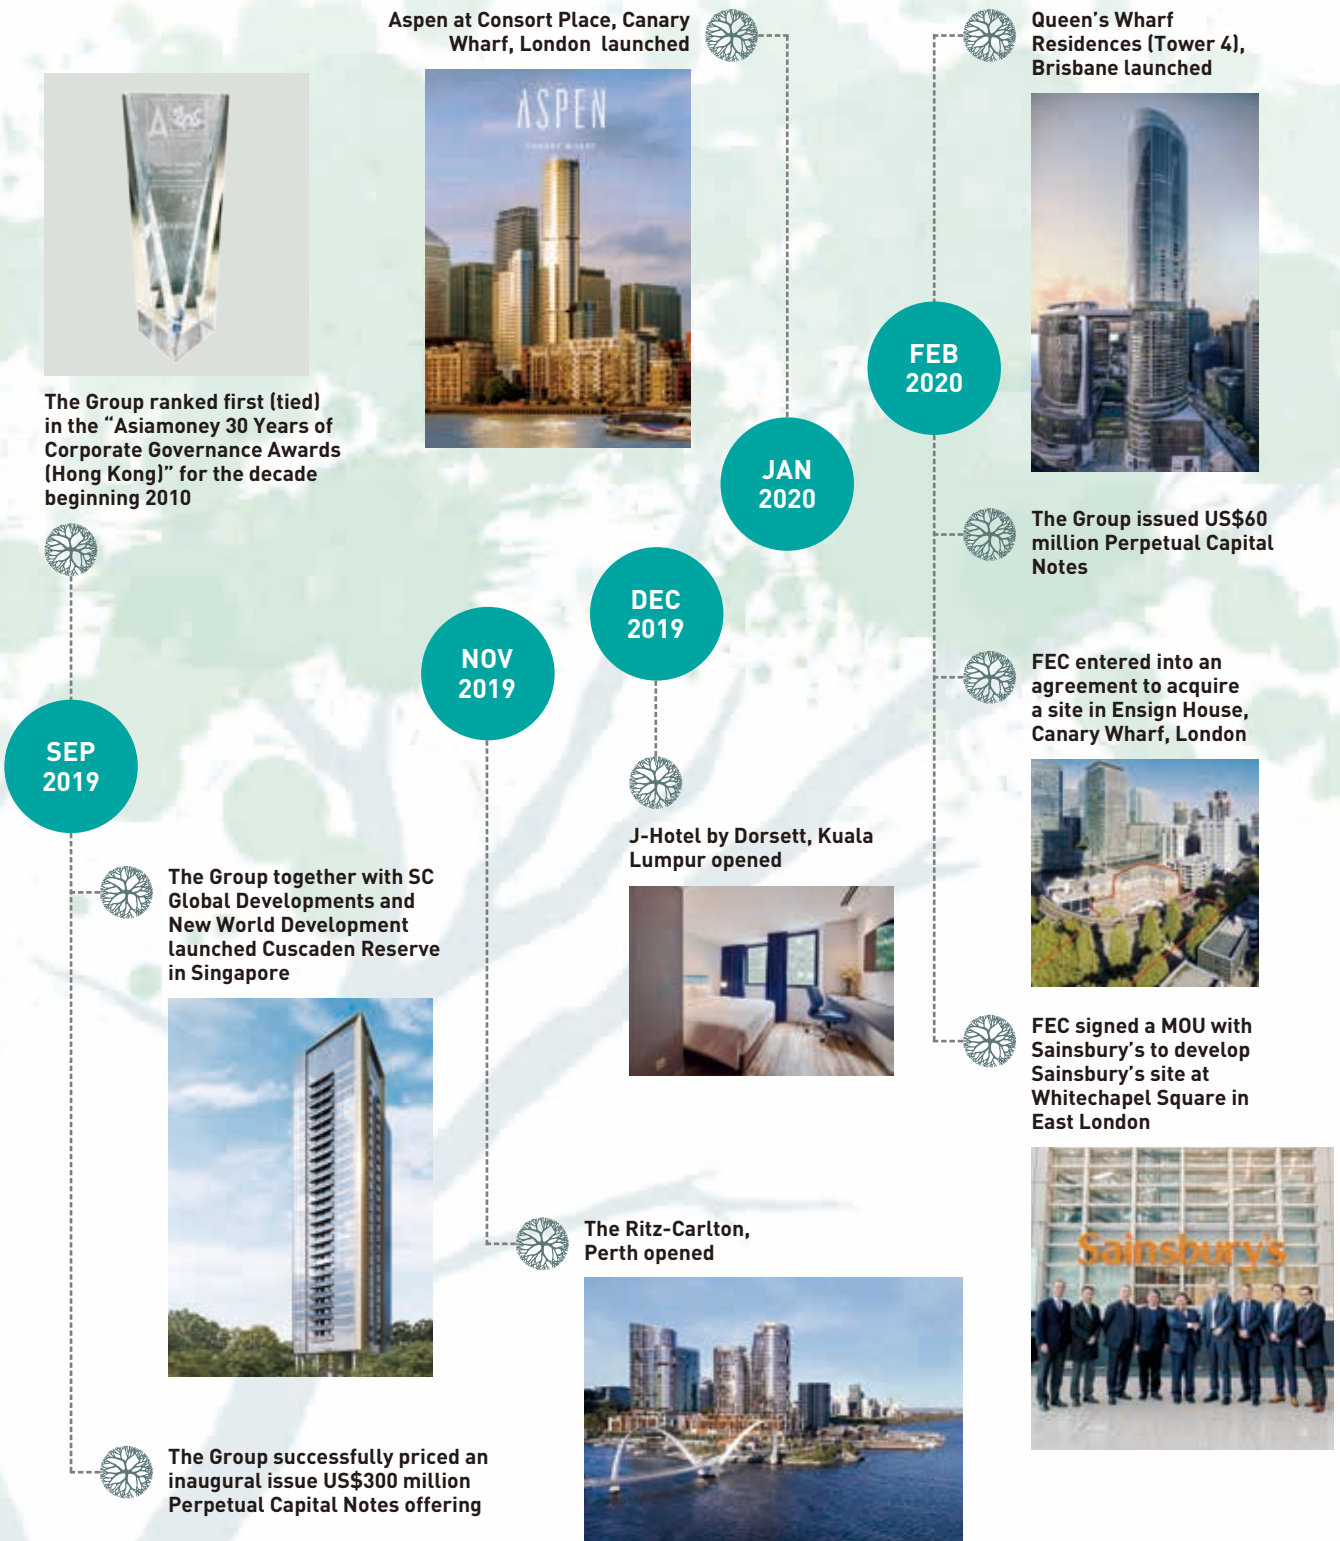 The Group ranked first (tied)
in the “Asiamoney 30 Years of
Corporate Governance Awards
(Hong Kong)” for the decade
beginning 2010
SEP
2019
The Group together with SC
Global Developments and
New World Development
launched Cuscaden Reserve
in Singapore
The Group successfully priced an
inaugural issue US$300 million
Perpetual Capital Notes offering
NOV
2019
The Ritz-Carlton,
Perth opened
DEC
2019
J-Hotel by Dorsett, Kuala
Lumpur opened
Aspen at Consort Place, Canary
Wharf, London launched
ASPEN
CANARY WHARF
JAN
2020
Queen’s Wharf
Residences (Tower 4),
Brisbane launched
FEB
2020
The Group issued US$60
million Perpetual Capital
Notes
FEC entered into an
agreement to acquire
a site in Ensign House,
Canary Wharf, London
FEC signed a MOU with
Sainsbury’s to develop
Sainsbury’s site at
Whitechapel Square in
East London
Sainsbury's